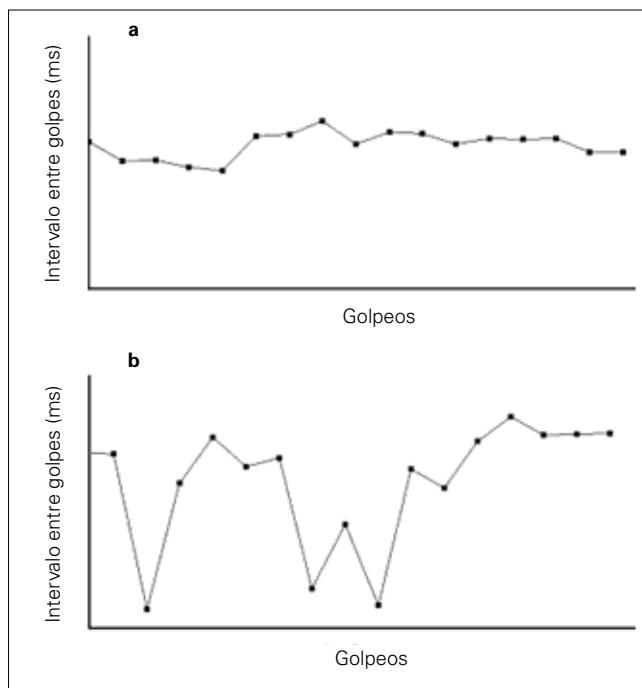 a
Intervalo entre golpes (ms)
Golpeos
b
Intervalo entre golpes (ms)
Golpeos